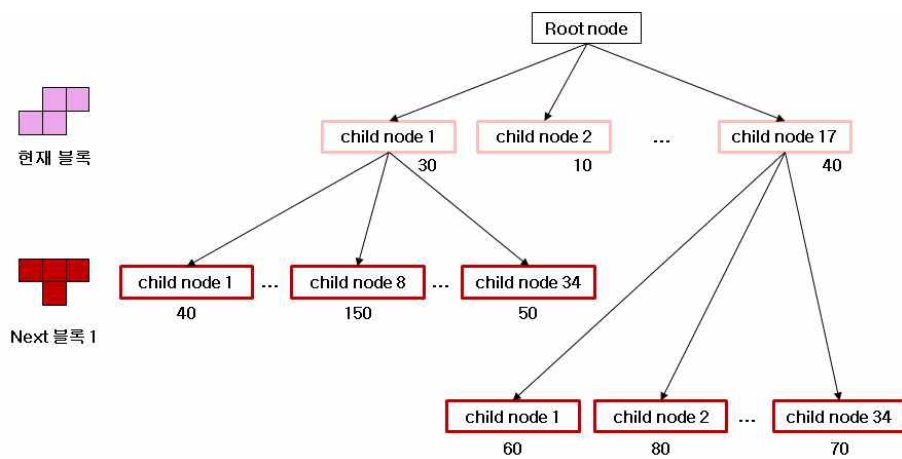 Root node
child node 1
child node 2
...
child node 17
현재 블록
30
10
40
child node 1
...
child node 8
...
child node 34
Next 블록 1
40
150
50
child node 1
child node 2
...
child node 34
60
80
70